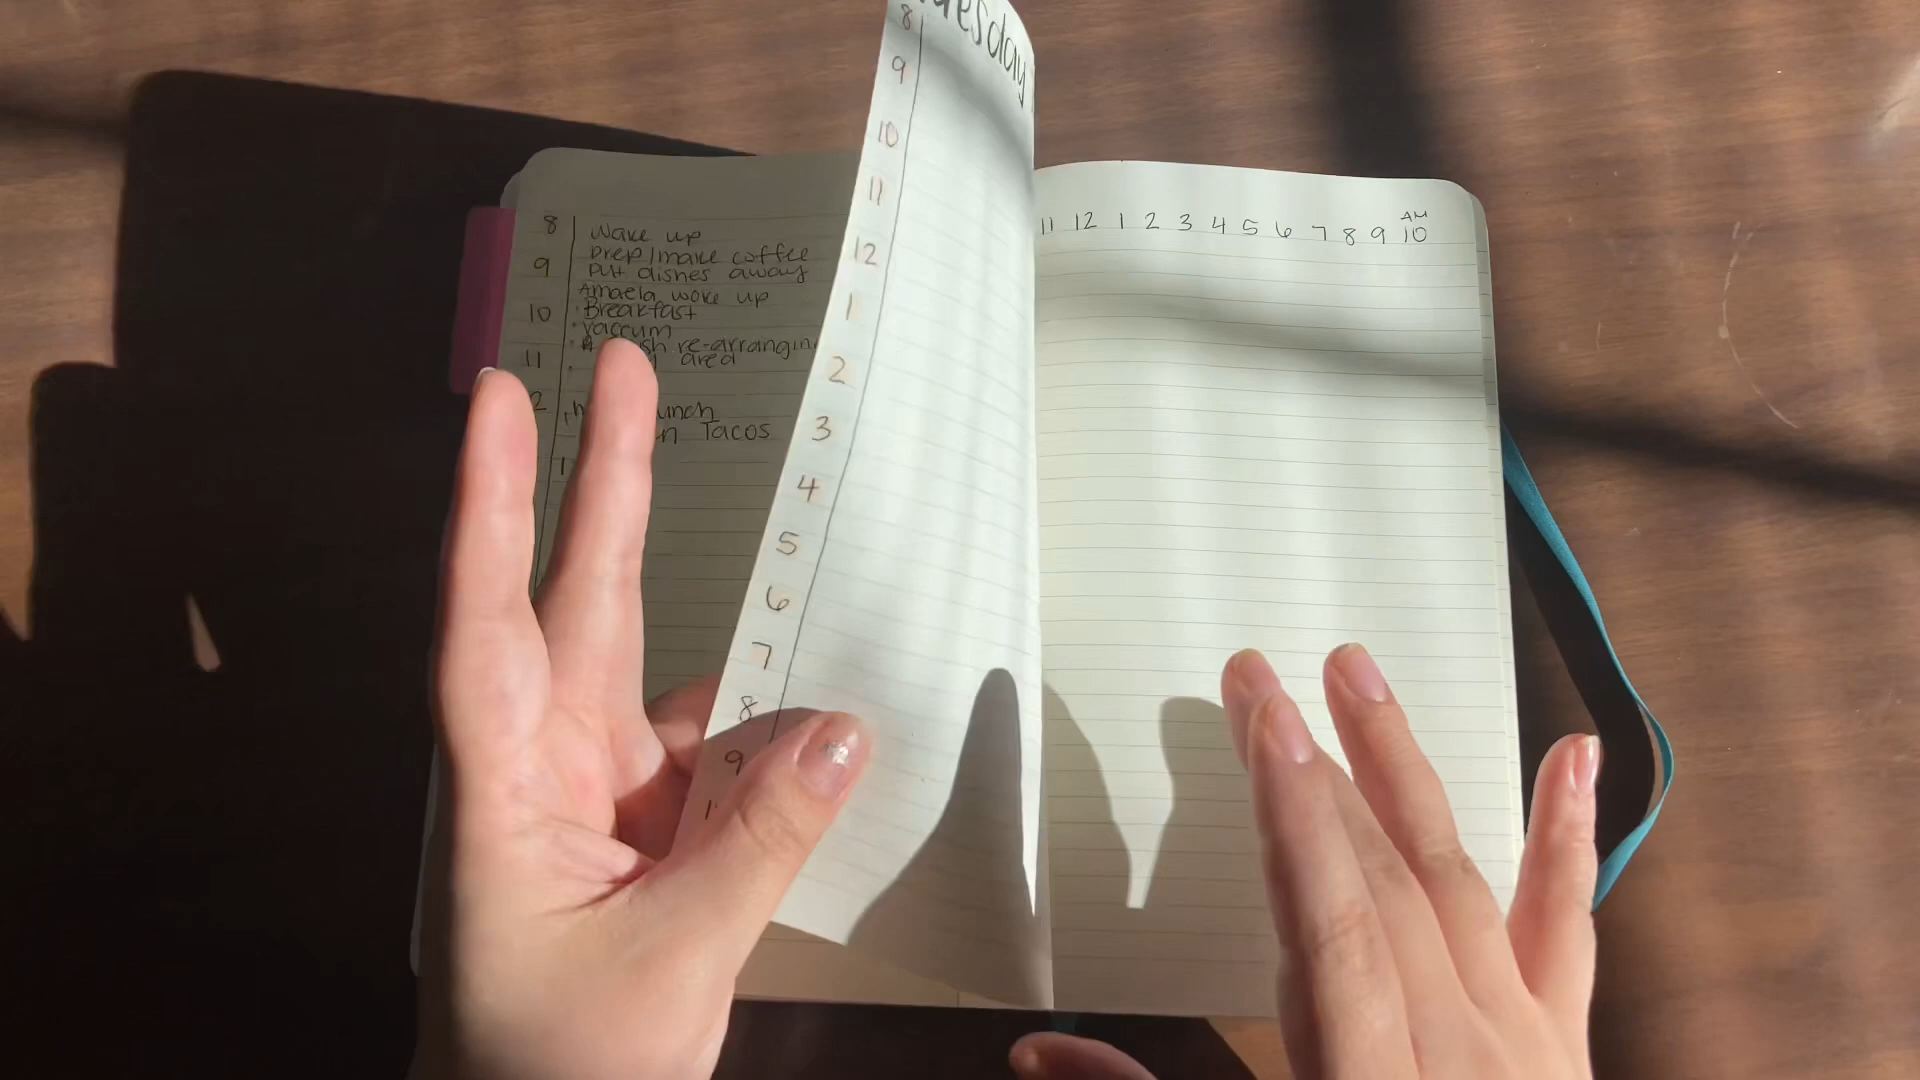 8 wake up
prep/make coffee
9 put dishes away
Amaela woke up
10 Breakfast
vaccum
re-arranging
11 area
Tacos
1
8
9
10
11
12
1
2
3
4
5
6
7
8
9
AM
11 12 1 2 3 4 5 6 7 8 9 10